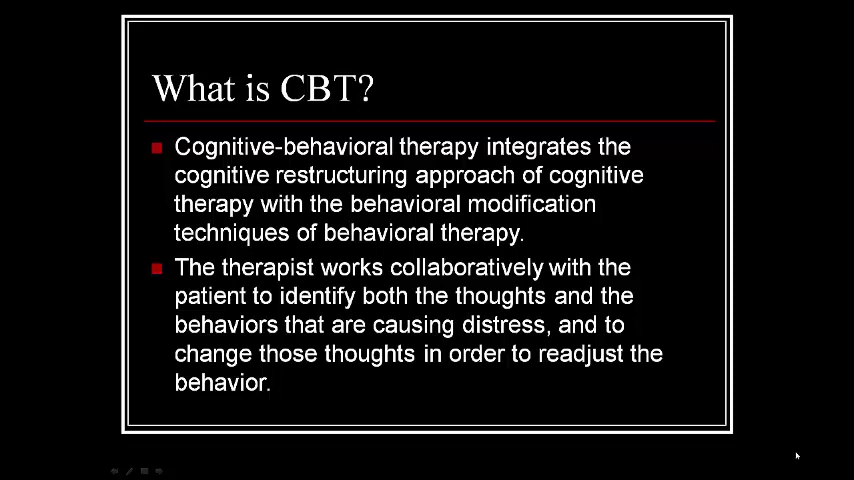 What is CBT?
Cognitive-behavioral therapy integrates the
cognitive restructuring approach of cognitive
therapy with the behavioral modification
techniques of behavioral therapy.
The therapist works collaboratively with the
patient to identify both the thoughts and the
behaviors that are causing distress, and to
change those thoughts in order to readjust the
behavior.